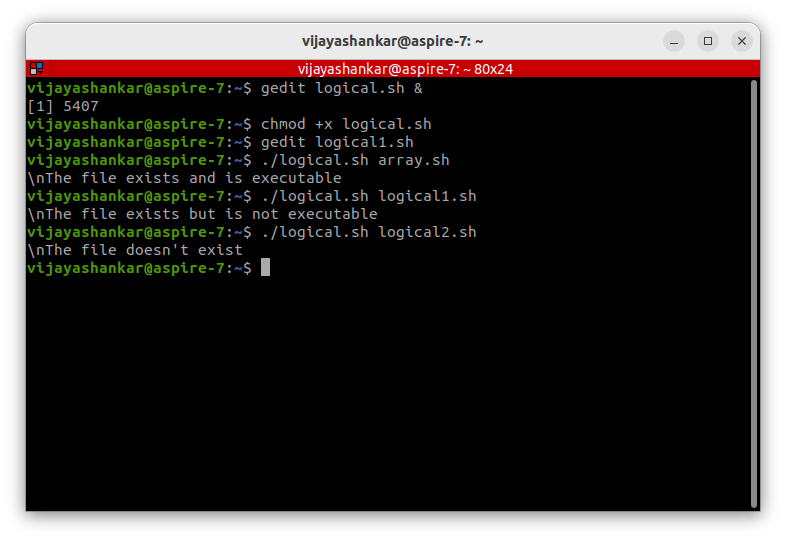 vijayashankar@aspire-7: ~
vijayashankar@aspire-7: ~ 80x24
vijayashankar@aspire-7:~$ gedit logical.sh &
[1] 5407
vijayashankar@aspire-7:~$ chmod +x logical.sh
vijayashankar@aspire-7:~$ gedit logical1.sh
vijayashankar@aspire-7:~$ ./logical.sh array.sh
\nThe file exists and is executable
vijayashankar@aspire-7:~$ ./logical.sh logical1.sh
\nThe file exists but is not executable
vijayashankar@aspire-7:~$ ./logical.sh logical2.sh
\nThe file doesn't exist
vijayashankar@aspire-7:~$